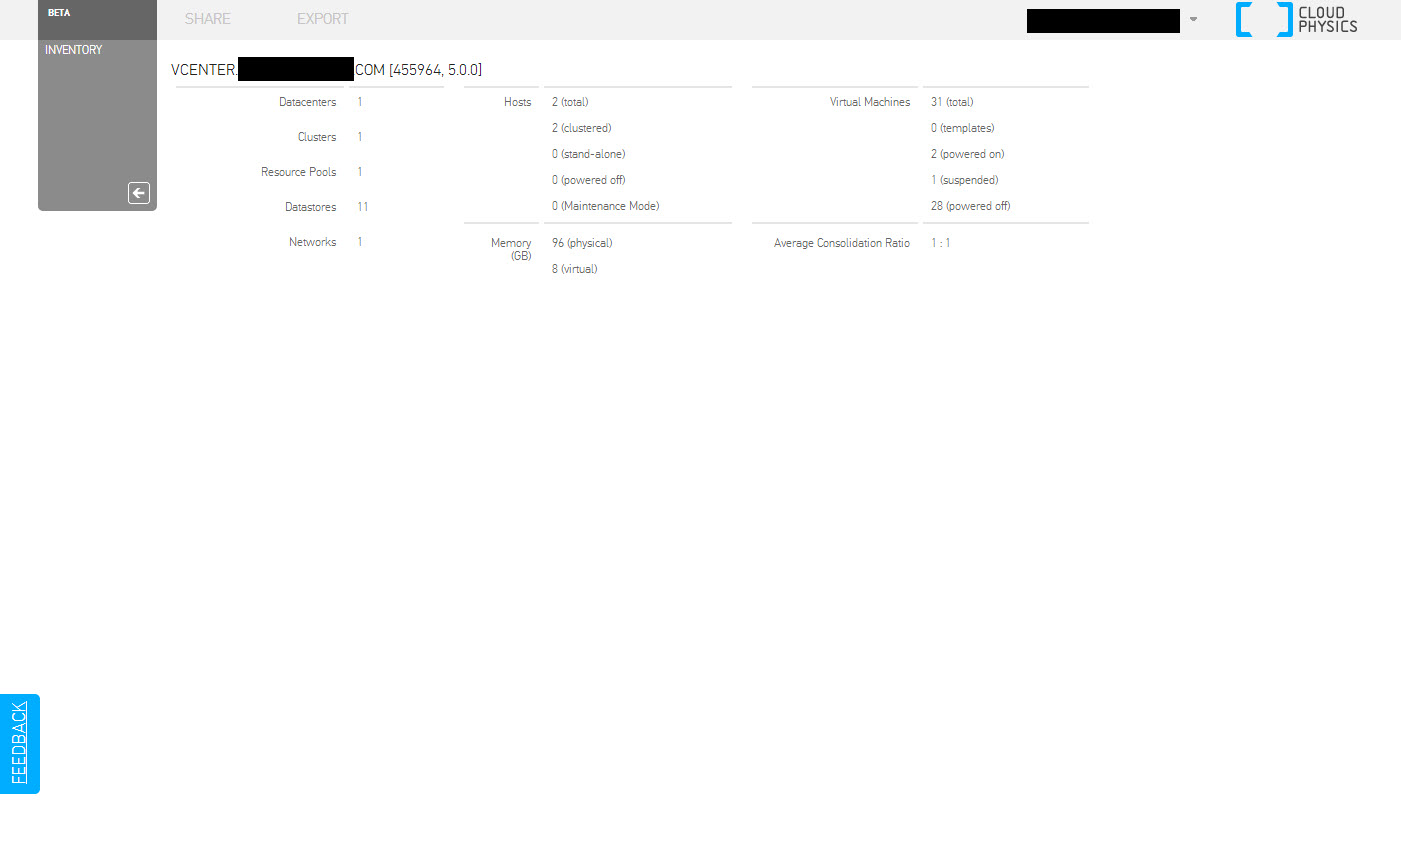 BETA
SHARE
EXPORT
CLOUD
PHYSICS
INVENTORY
VCENTER. .COM [455964, 5.0.0]
Datacenters 1
Clusters 1
Resource Pools 1
Datastores 11
Networks 1
Hosts 2 (total)
2 (clustered)
0 (stand-alone)
0 (powered off)
0 (Maintenance Mode)
Memory 96 (physical)
(GB)
8 (virtual)
Virtual Machines 31 (total)
0 (templates)
2 (powered on)
1 (suspended)
28 (powered off)
Average Consolidation Ratio 1 : 1
FEEDBACK